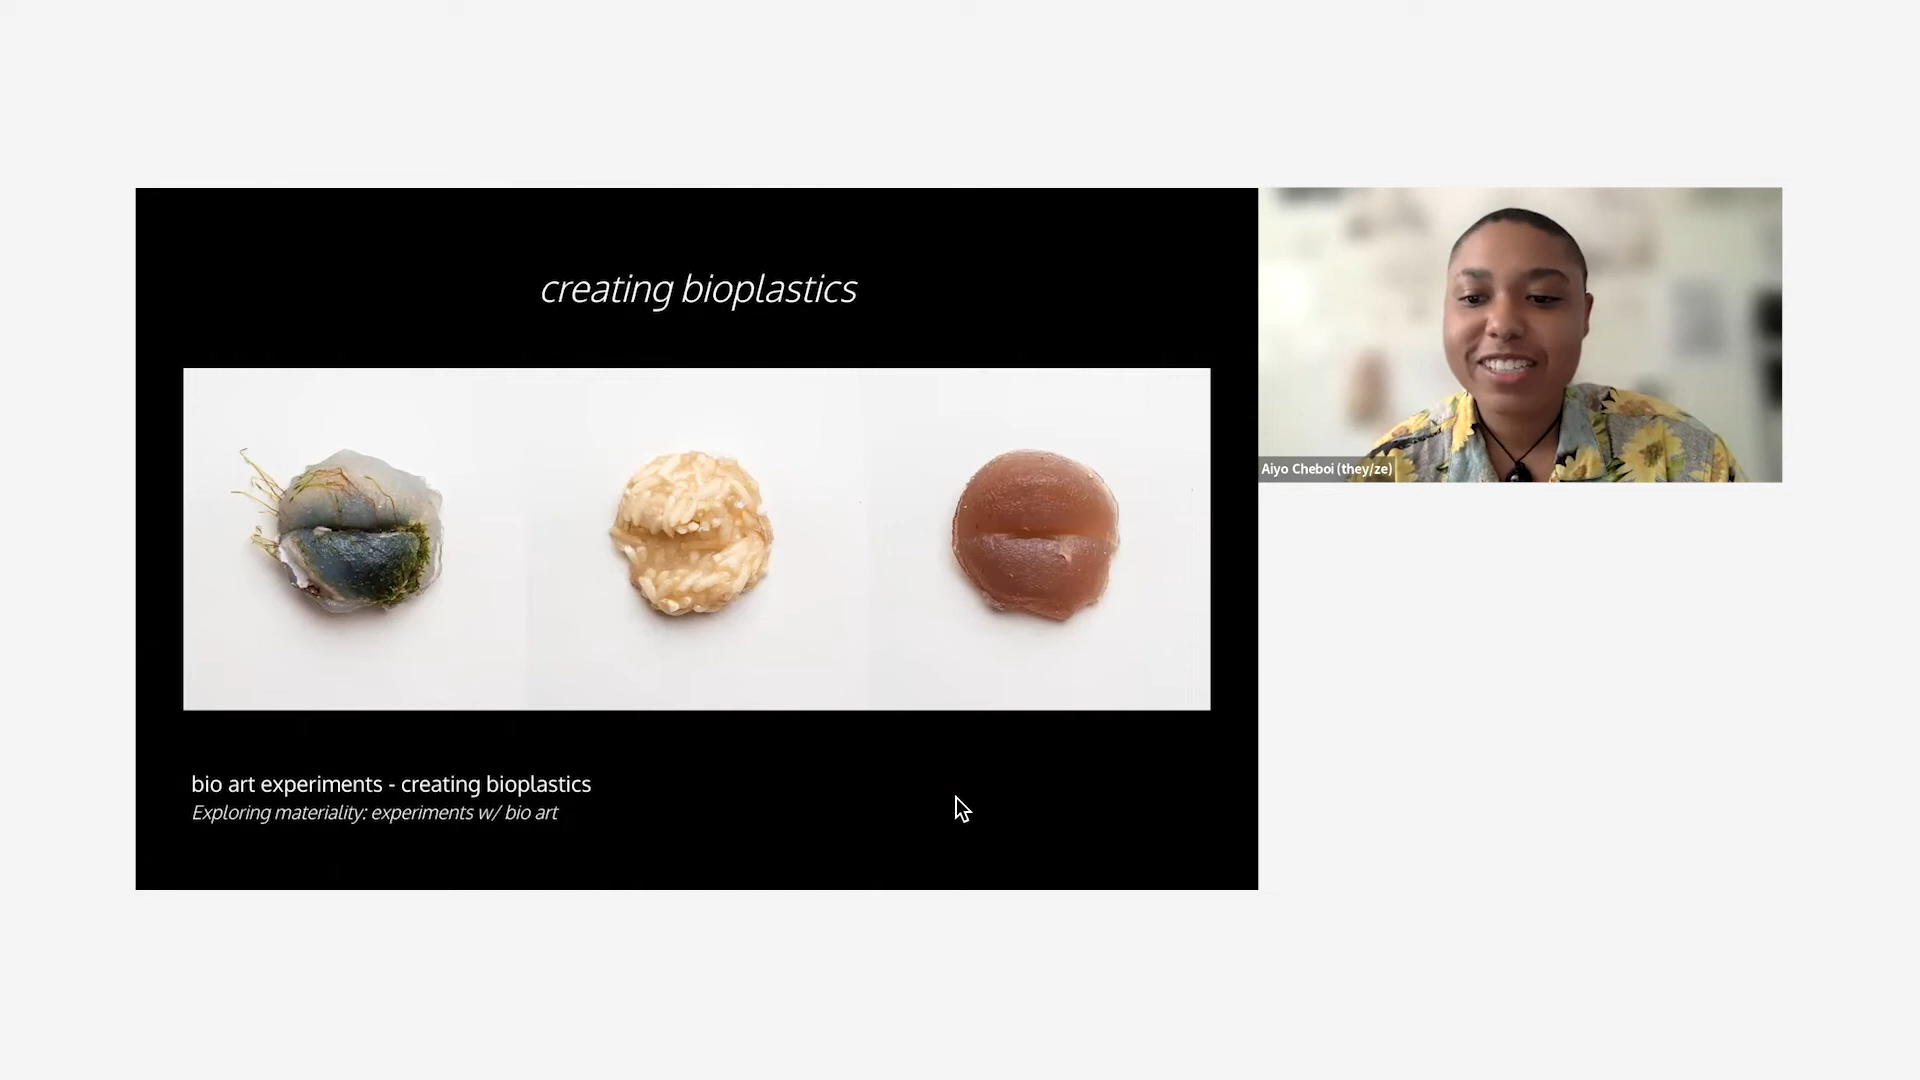 creating bioplastics
Aiyo Cheboi (they/ze)
bio art experiments - creating bioplastics
Exploring materiality: experiments w/ bio art